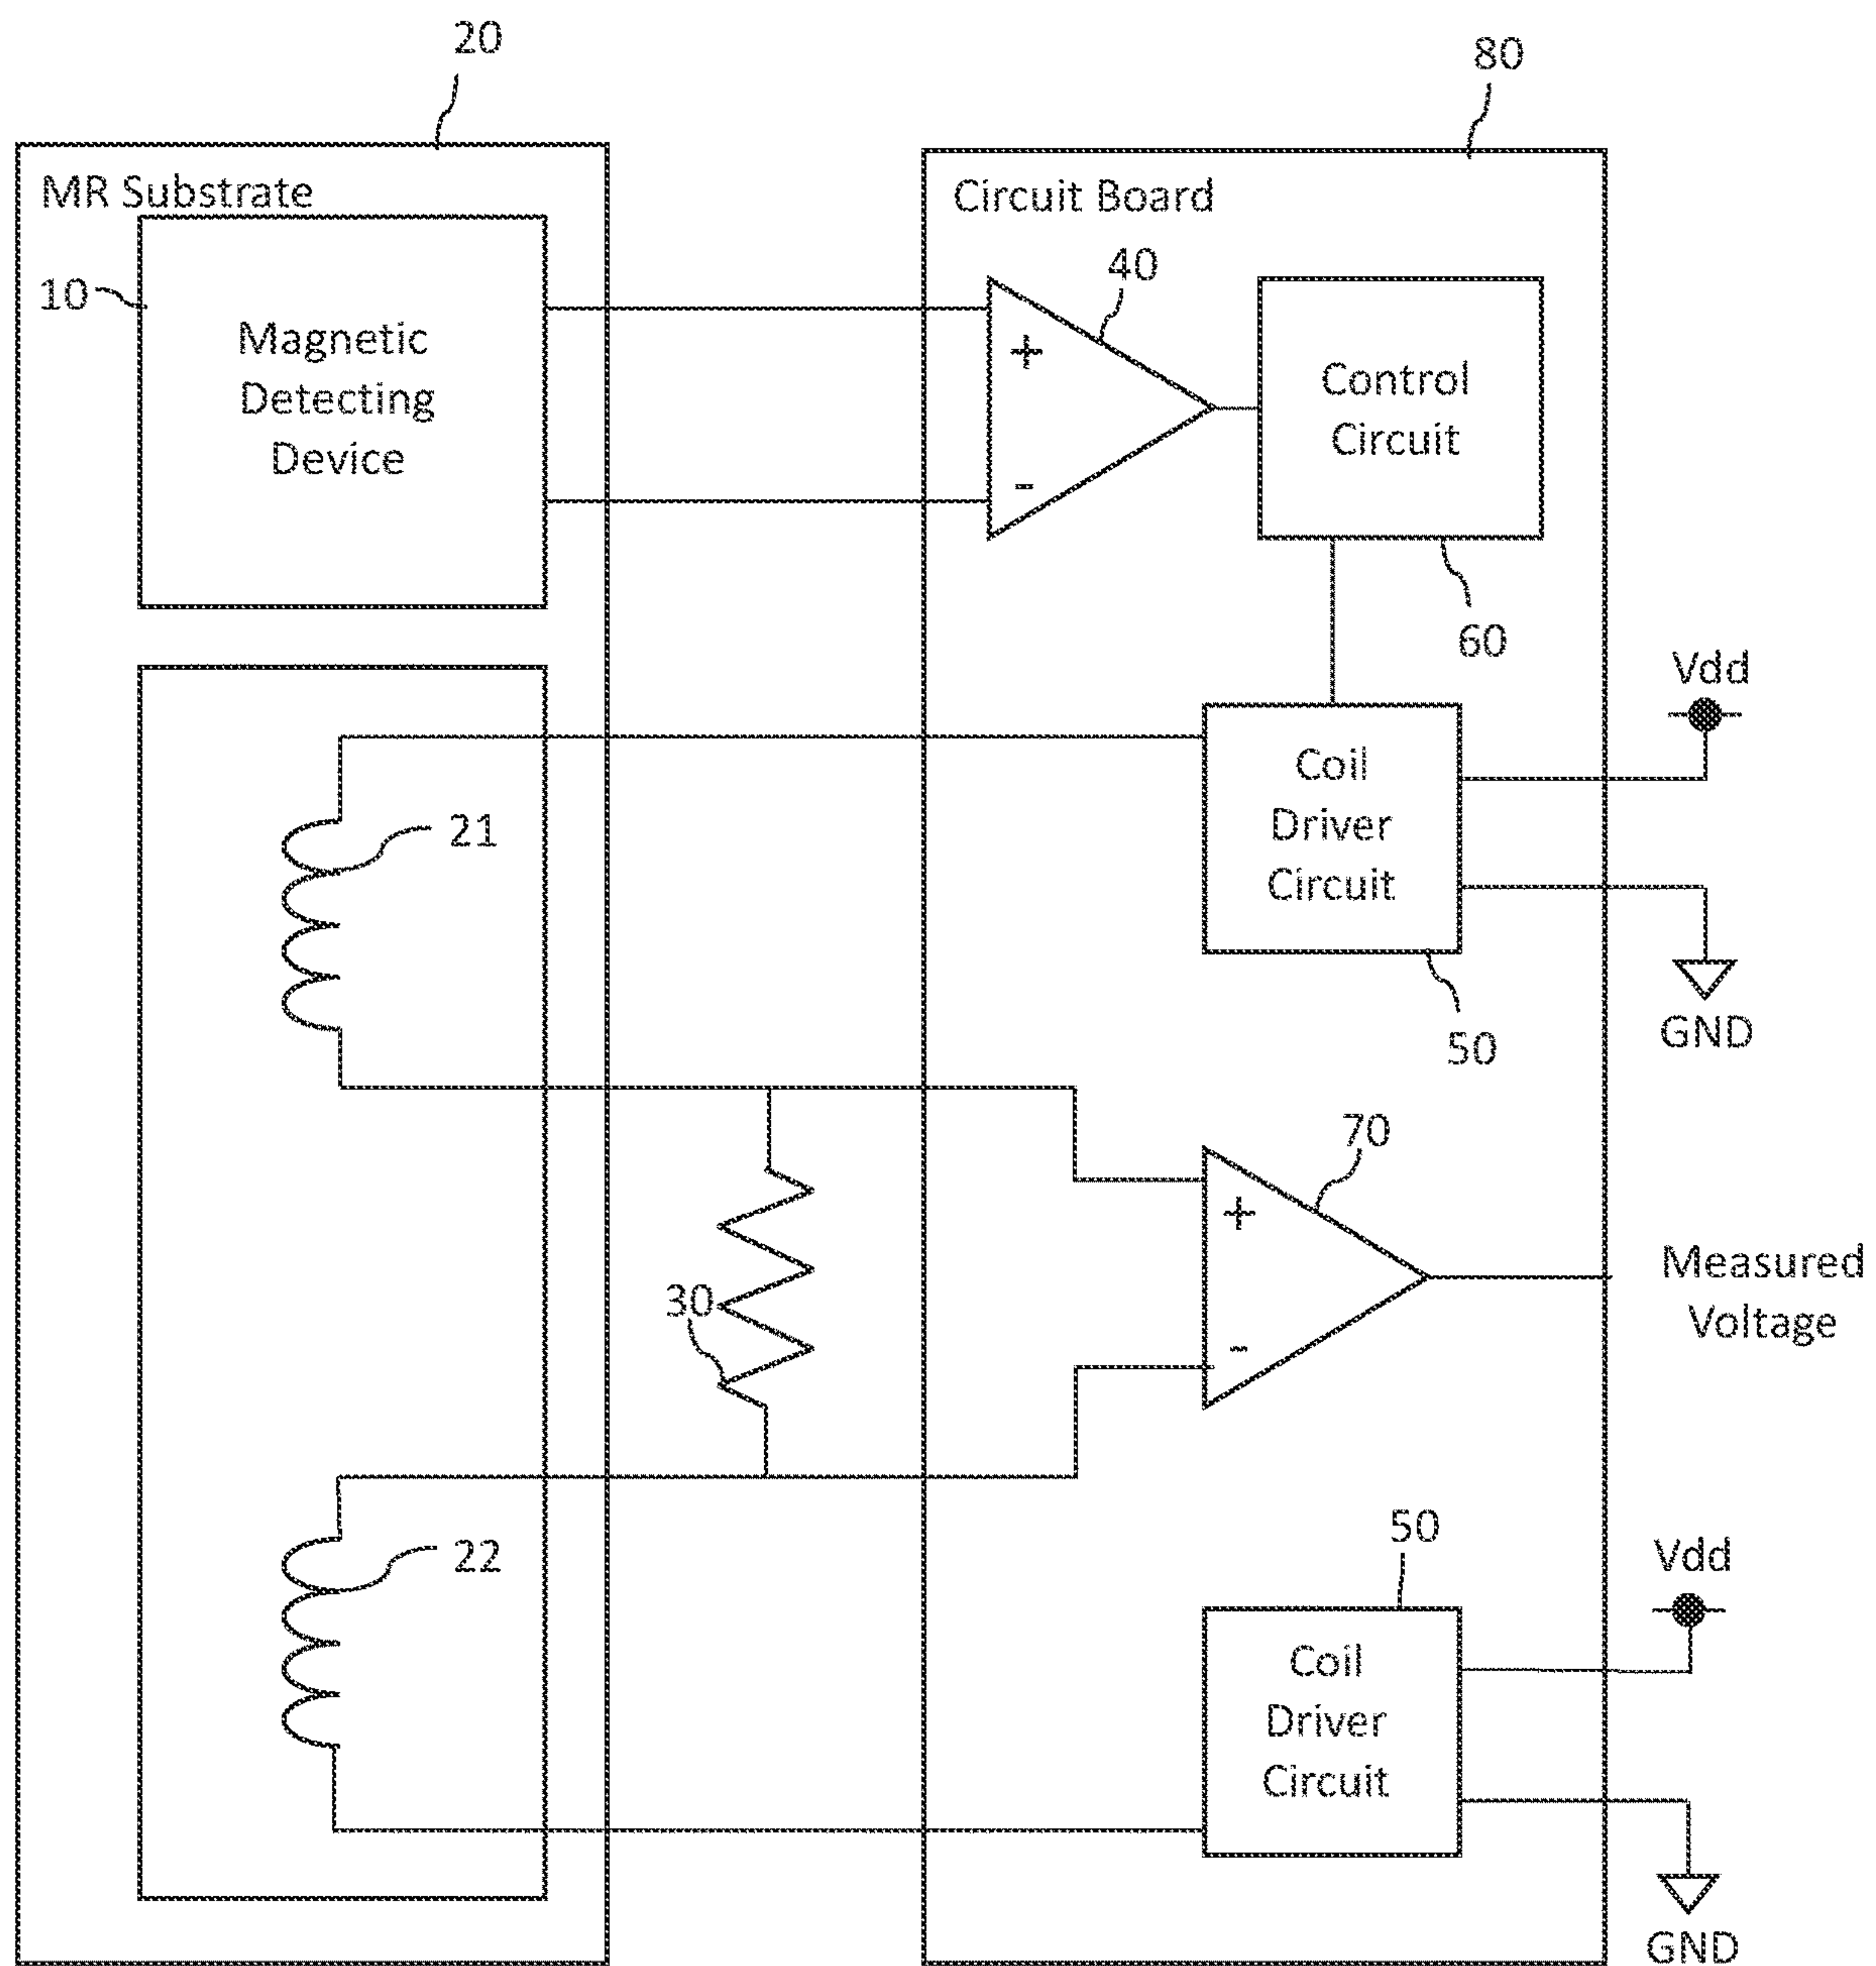 20
80
MR Substrate
Circuit Board
40
10
Magnetic
Detecting
Device
+
-
Control
Circuit
60
Vdd
Coil
Driver
Circuit
21
50
GND
70
+
-
30
Measured
Voltage
50
22
Vdd
Coil
Driver
Circuit
GND